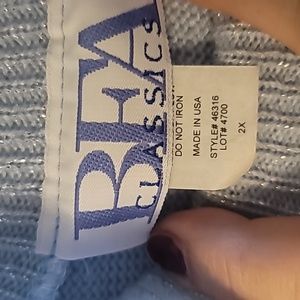 BFA
CLASSICS
DO NOT IRON
MADE IN USA
STYLE# 46316
LOT# 4700
2X